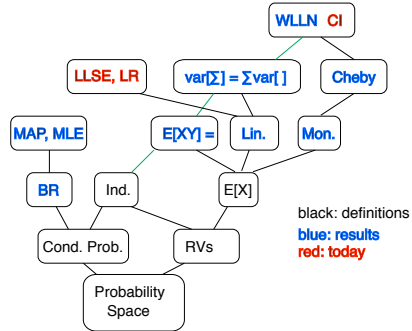 WLLN CI
LLSE, LR
var[Σ] = Σvar[ ]
Cheby
MAP, MLE
E[XY] =
Lin.
Mon.
BR
Ind.
E[X]
black: definitions
blue: results
red: today
Cond. Prob.
RVs
Probability
Space